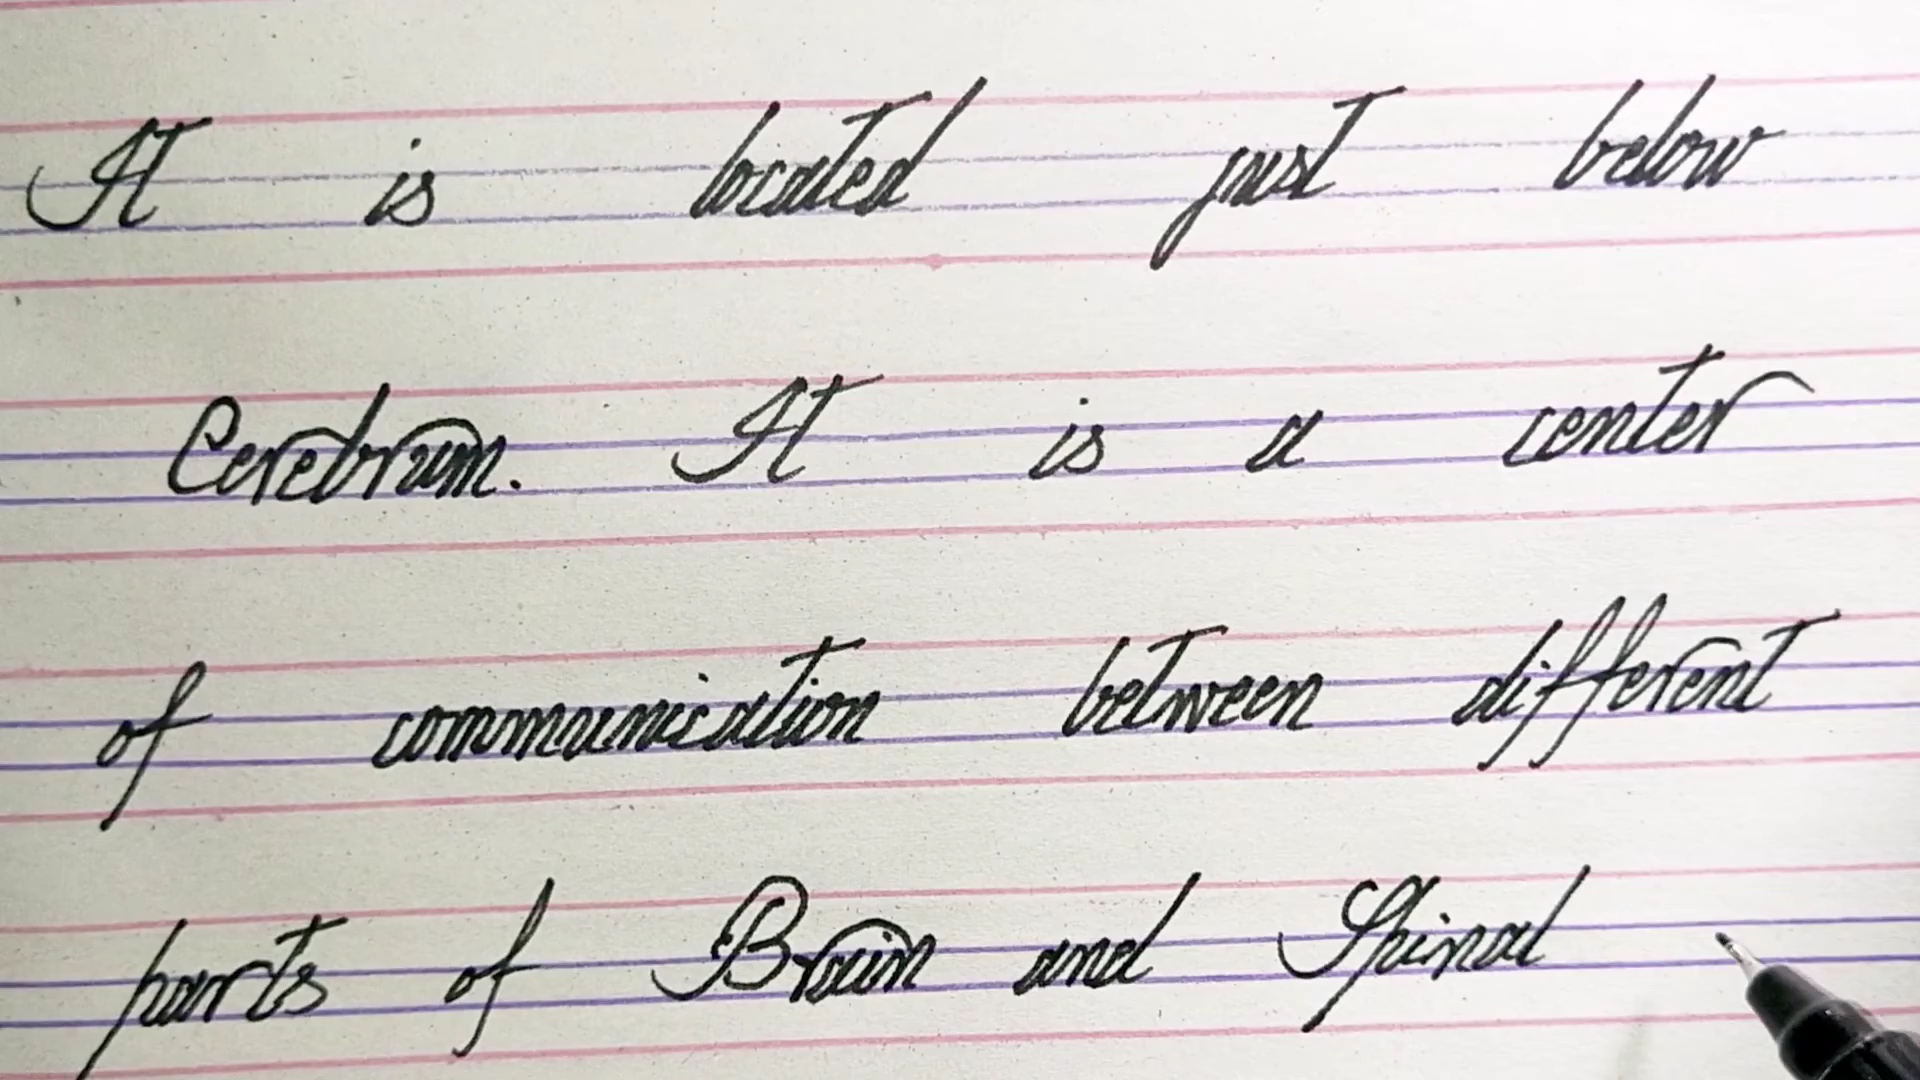 It is located just below
Cerebrum. It is a center
of communication between different
parts of Brain and Spinal